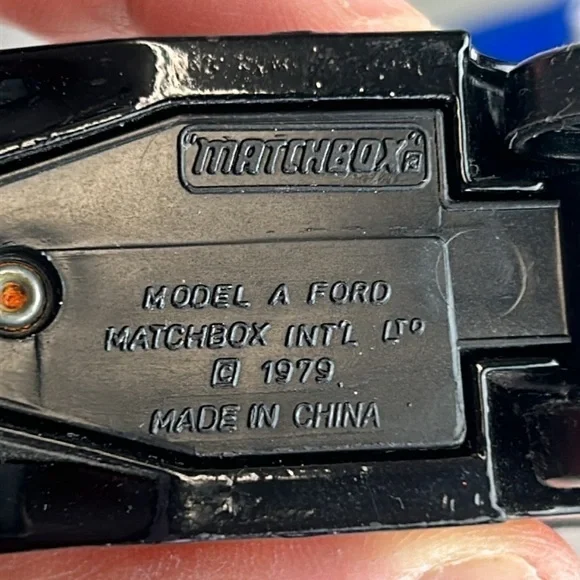 "MATCHBOX"®
MODEL A FORD
MATCHBOX INT'L LTD
© 1979
MADE IN CHINA